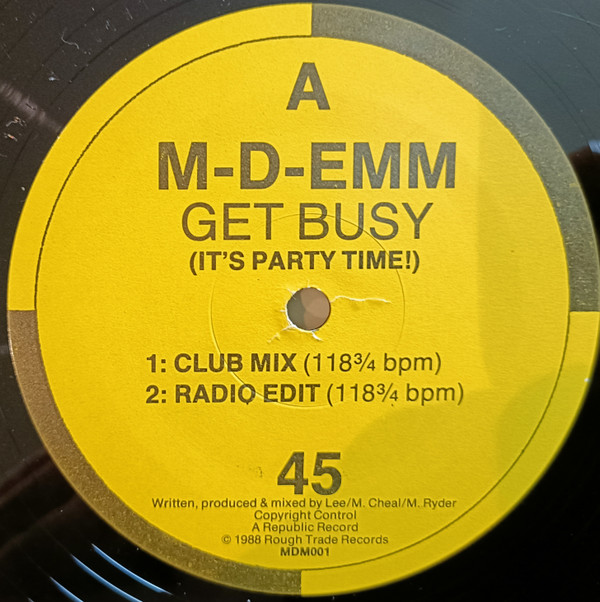 A
M-D-EMM
GET BUSY
(IT'S PARTY TIME!)
1: CLUB MIX (118¾ bpm)
2: RADIO EDIT (118¾ bpm)
45
Written, produced & mixed by Lee/M. Cheal/M. Ryder
Copyright Control
A Republic Record
© 1988 Rough Trade Records
MDM001